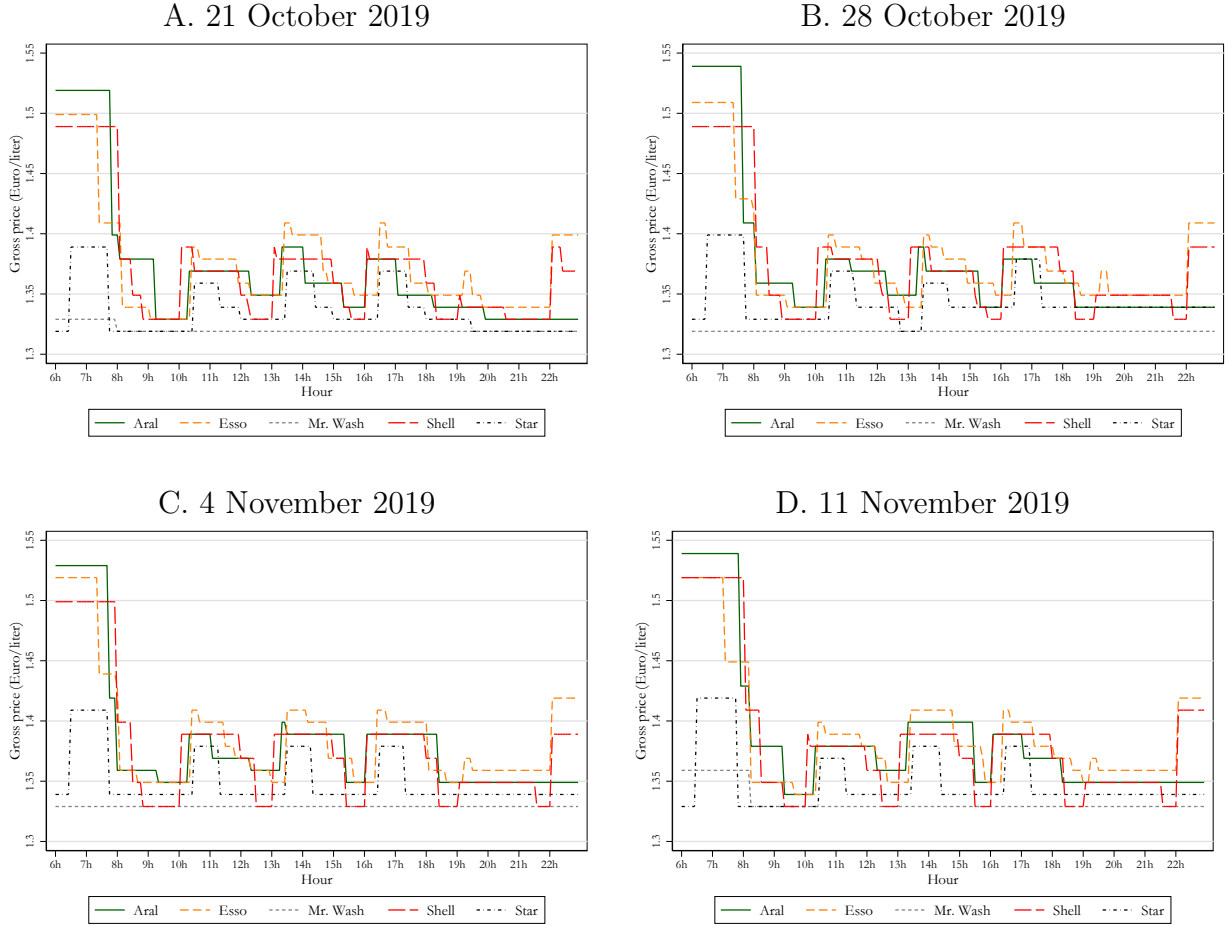 A. 21 October 2019
Gross price (Euro/liter)
1.55
1.5
1.45
1.4
1.35
1.3
6h 7h 8h 9h 10h 11h 12h 13h 14h 15h 16h 17h 18h 19h 20h 21h 22h
Hour
Aral Esso Mr. Wash Shell Star
B. 28 October 2019
Gross price (Euro/liter)
1.55
1.5
1.45
1.4
1.35
1.3
6h 7h 8h 9h 10h 11h 12h 13h 14h 15h 16h 17h 18h 19h 20h 21h 22h
Hour
Aral Esso Mr. Wash Shell Star
C. 4 November 2019
Gross price (Euro/liter)
1.55
1.5
1.45
1.4
1.35
1.3
6h 7h 8h 9h 10h 11h 12h 13h 14h 15h 16h 17h 18h 19h 20h 21h 22h
Hour
Aral Esso Mr. Wash Shell Star
D. 11 November 2019
Gross price (Euro/liter)
1.55
1.5
1.45
1.4
1.35
1.3
6h 7h 8h 9h 10h 11h 12h 13h 14h 15h 16h 17h 18h 19h 20h 21h 22h
Hour
Aral Esso Mr. Wash Shell Star